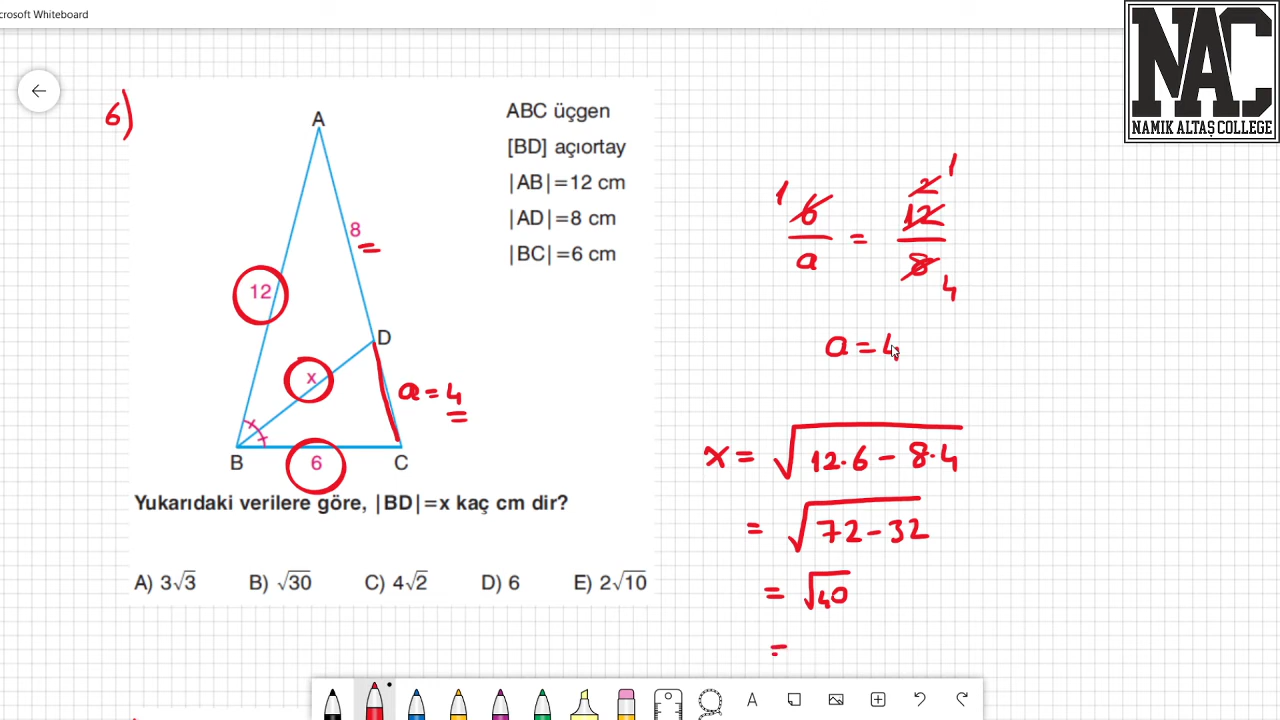 crosoft Whiteboard
NAC
NAMIK ALTAŞ COLLEGE
6)
A
8
12
D
x
a = 4
B
6
C
ABC üçgen
[BD] açıortay
|AB|=12 cm
|AD|=8 cm
|BC|=6 cm
Yukarıdaki verilere göre, |BD|=x kaç cm dir?
A) 3√3 B) √30 C) 4√2 D) 6 E) 2√10
1 2 1
6/a = 12/8
4
a = 4
x = √12·6 − 8·4
= √72 − 32
= √40
=
A